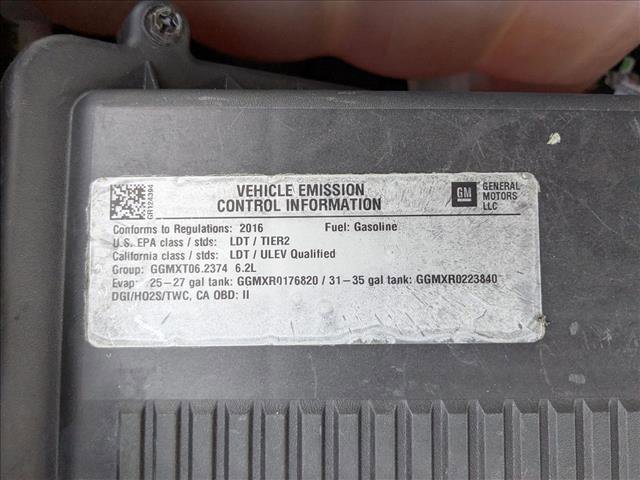 VEHICLE EMISSION
CONTROL INFORMATION
GM
GENERAL
MOTORS
LLC
GR124394
Conforms to Regulations: 2016 Fuel: Gasoline
U.S. EPA class / stds: LDT / TIER2
California class / stds: LDT / ULEV Qualified
Group: GGMXT06.2374 6.2L
Evap: 25-27 gal tank: GGMXR0176820 / 31-35 gal tank: GGMXR0223840
DGI/HO2S/TWC, CA OBD: II